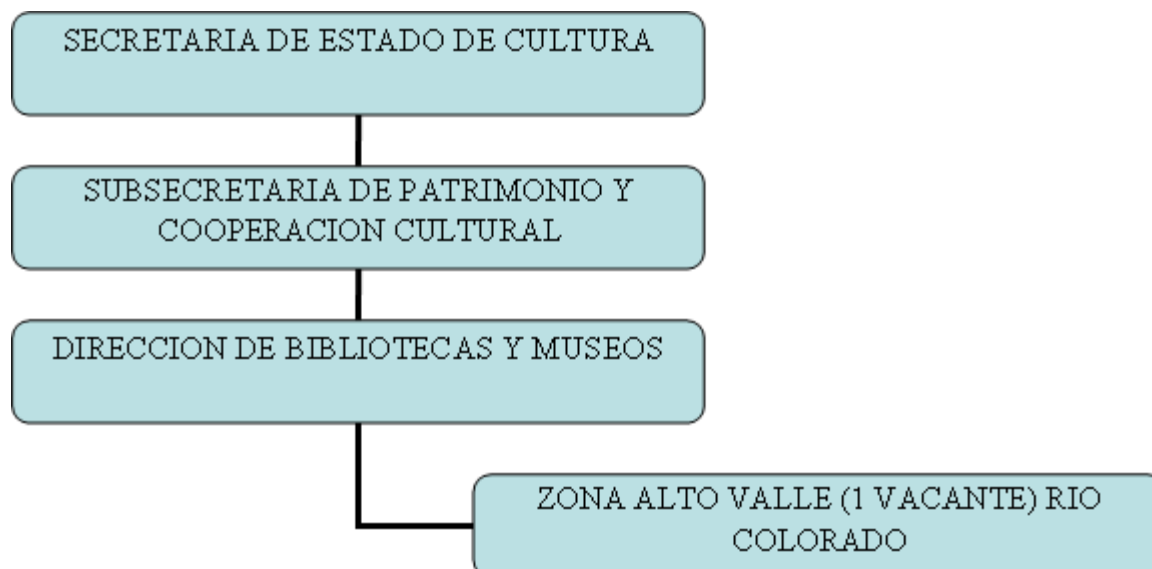 SECRETARIA DE ESTADO DE CULTURA
SUBSECRETARIA DE PATRIMONIO Y
COOPERACION CULTURAL
DIRECCION DE BIBLIOTECAS Y MUSEOS
ZONA ALTO VALLE (1 VACANTE) RIO
COLORADO